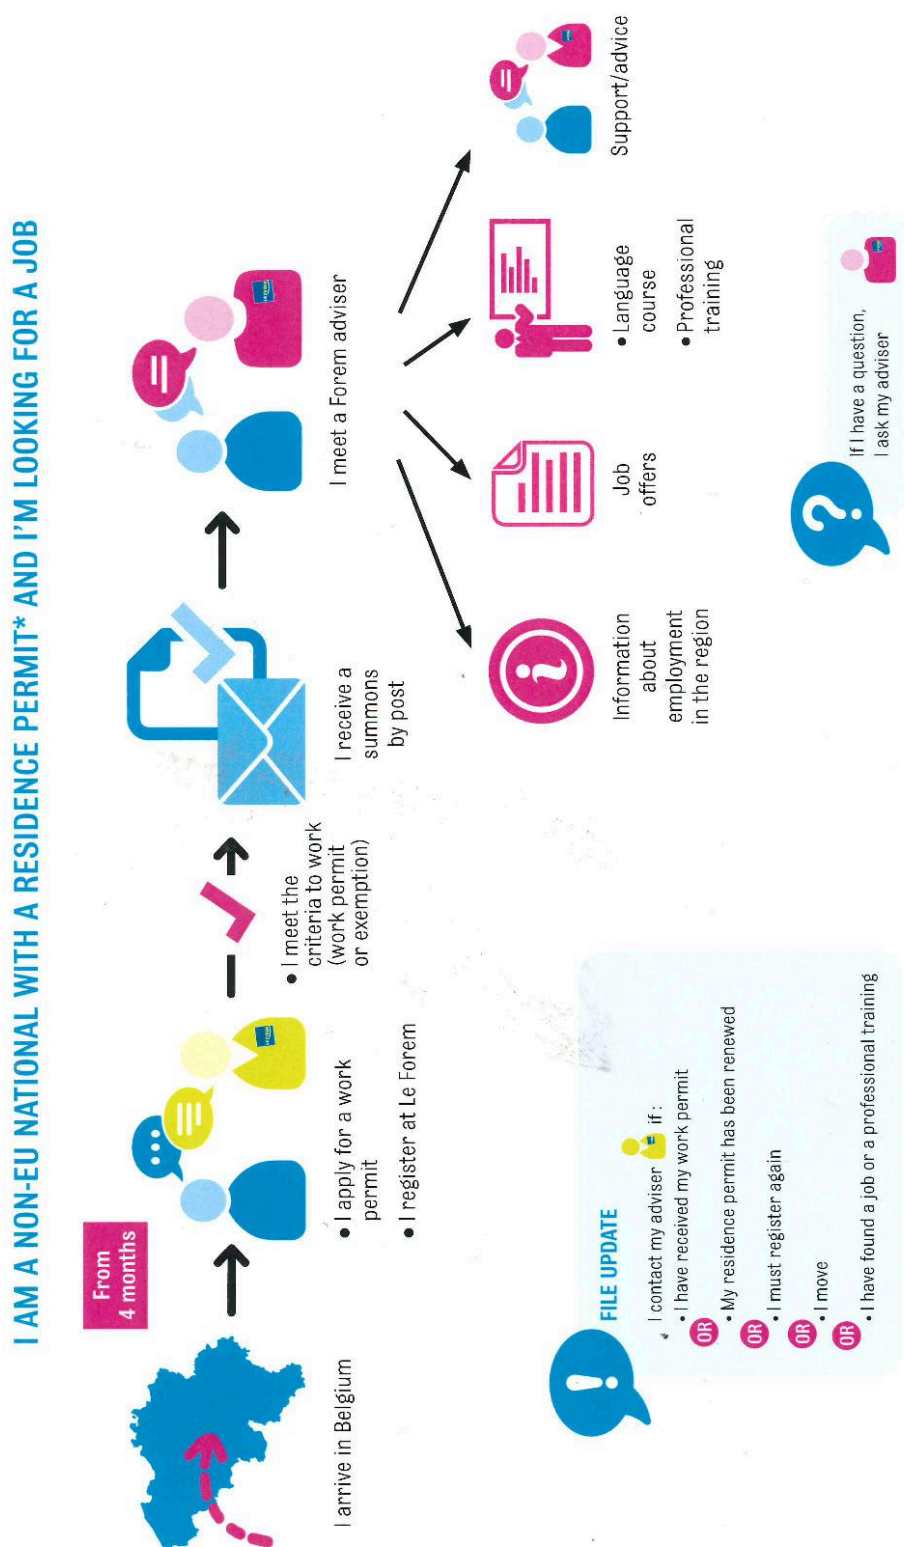 I AM A NON-EU NATIONAL WITH A RESIDENCE PERMIT* AND I'M LOOKING FOR A JOB
From
4 months
I arrive in Belgium
• I apply for a work
permit
• I register at Le Forem
• I meet the
criteria to work
(work permit
or exemption)
I receive a
summons
by post
I meet a Forem adviser
Information
about
employment
in the region
Job
offers
• Language
course
• Professional
training
Support/advice
FILE UPDATE
I contact my adviser if :
• I have received my work permit
OR
• My residence permit has been renewed
OR
• I must register again
OR
• I move
OR
• I have found a job or a professional training
If I have a question,
I ask my adviser